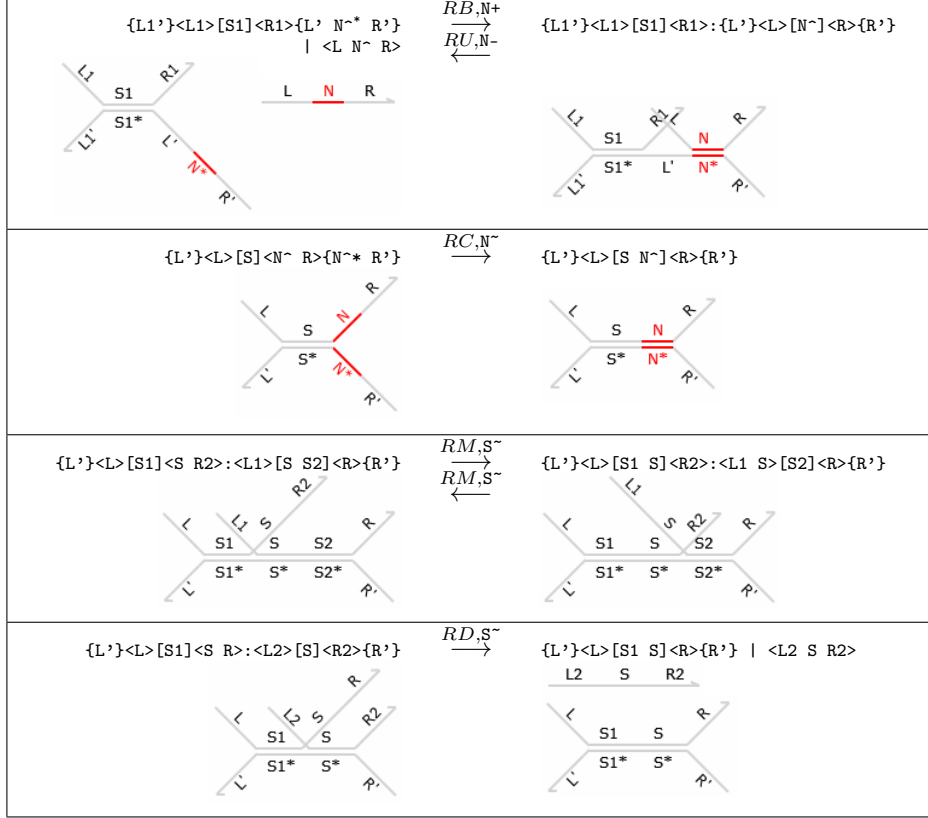 {L1'}<L1>[S1]<R1>{L' N^* R'} RB,N+ ⟶ {L1'}<L1>[S1]<R1>:{L'}<L>[N^]<R>{R'}
| <L N^ R> RU,N- ⟵
L1 S1 R1 L N R
L1' S1* L' N* R'
L1 S1 R1 L N R
L1' S1* L' N* R'
{L'}<L>[S]<N^ R>{N^* R'} RC,N~ ⟶ {L'}<L>[S N^]<R>{R'}
L S N R
L' S* N* R'
L S N R
L' S* N* R'
{L'}<L>[S1]<S R2>:<L1>[S S2]<R>{R'} RM,S~ ⟶ {L'}<L>[S1 S]<R2>:<L1 S>[S2]<R>{R'}
RM,S~ ⟵
L S1 L1 S R2 S S2 R
L' S1* S* S2* R'
L S1 S L1 S R2 S2 R
L' S1* S* S2* R'
{L'}<L>[S1]<S R>:<L2>[S]<R2>{R'} RD,S~ ⟶ {L'}<L>[S1 S]<R>{R'} | <L2 S R2>
L S1 L2 S R S R2
L' S1* S* R'
L2 S R2
L S1 S R
L' S1* S* R'